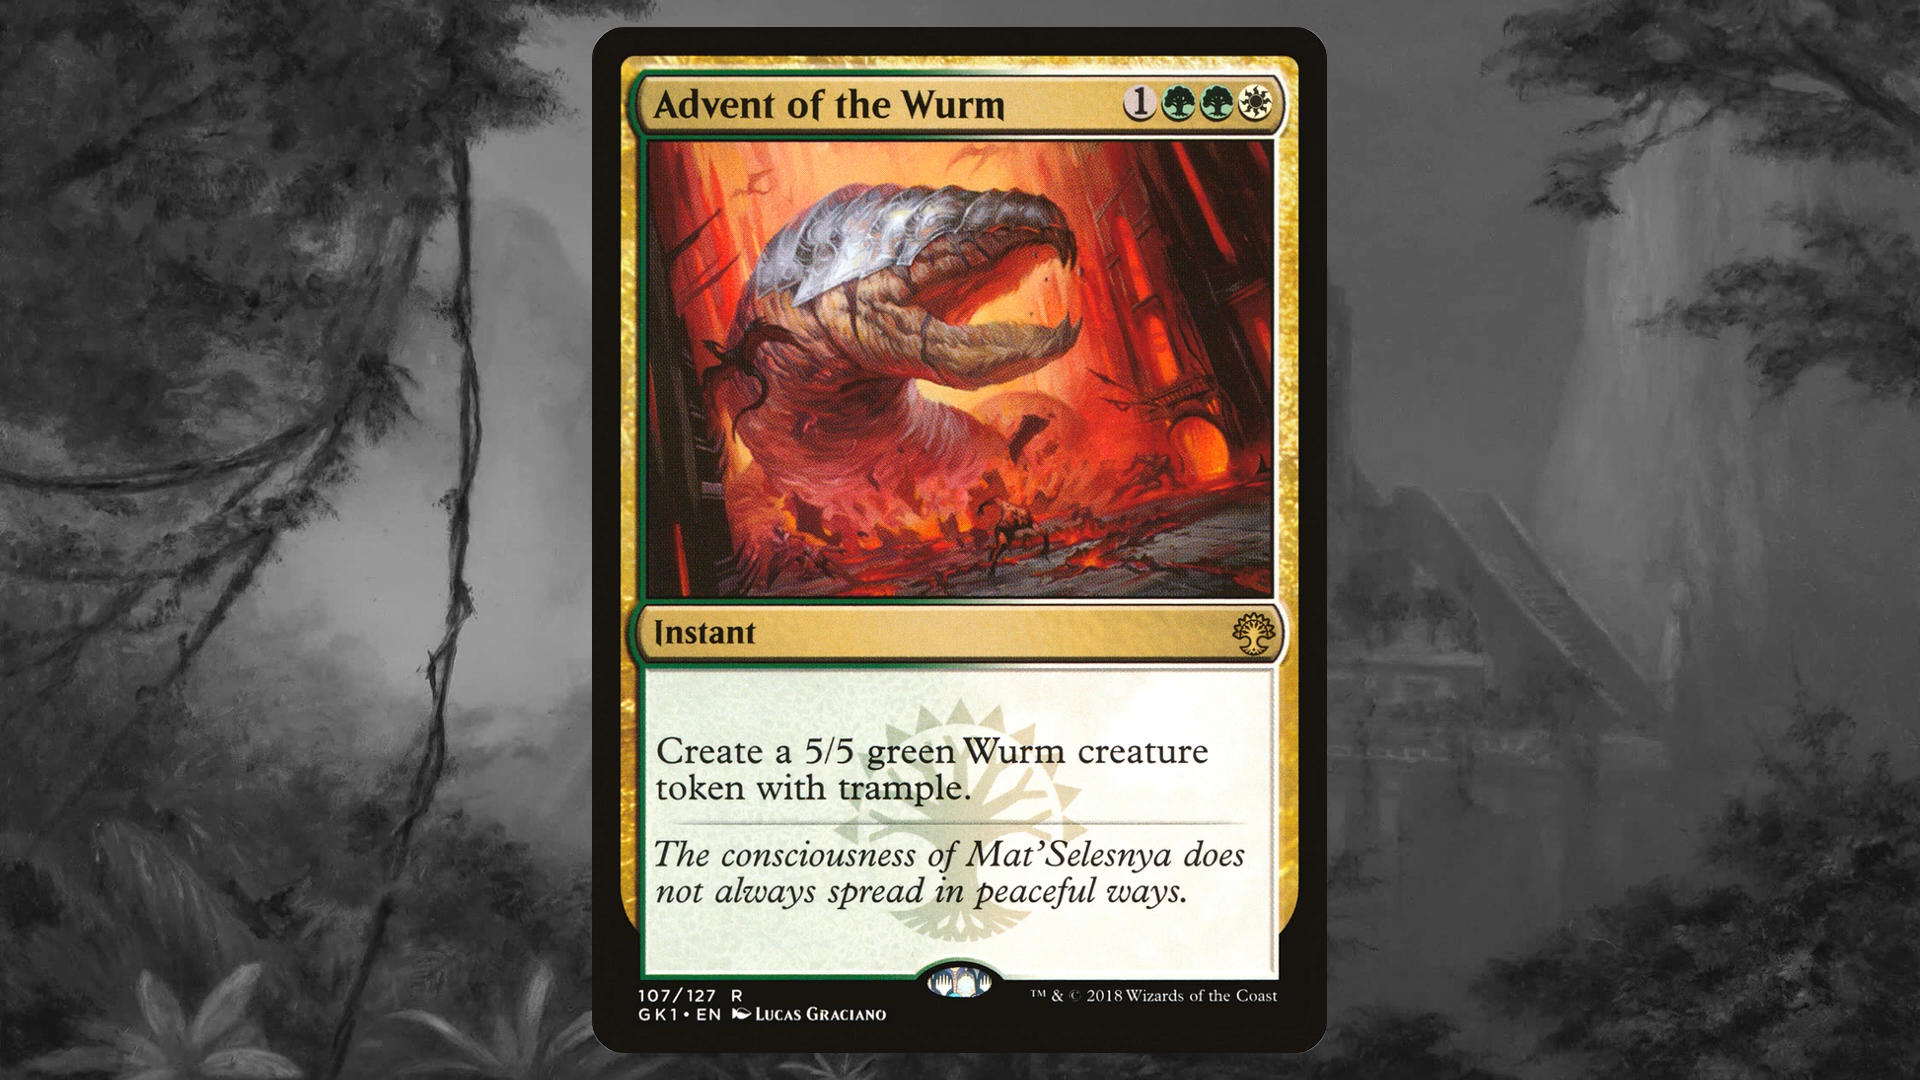 Advent of the Wurm 1
Instant
Create a 5/5 green Wurm creature
token with trample.
The consciousness of Mat'Selesnya does
not always spread in peaceful ways.
107/127 R
GK1 • EN Lucas Graciano
™ & © 2018 Wizards of the Coast